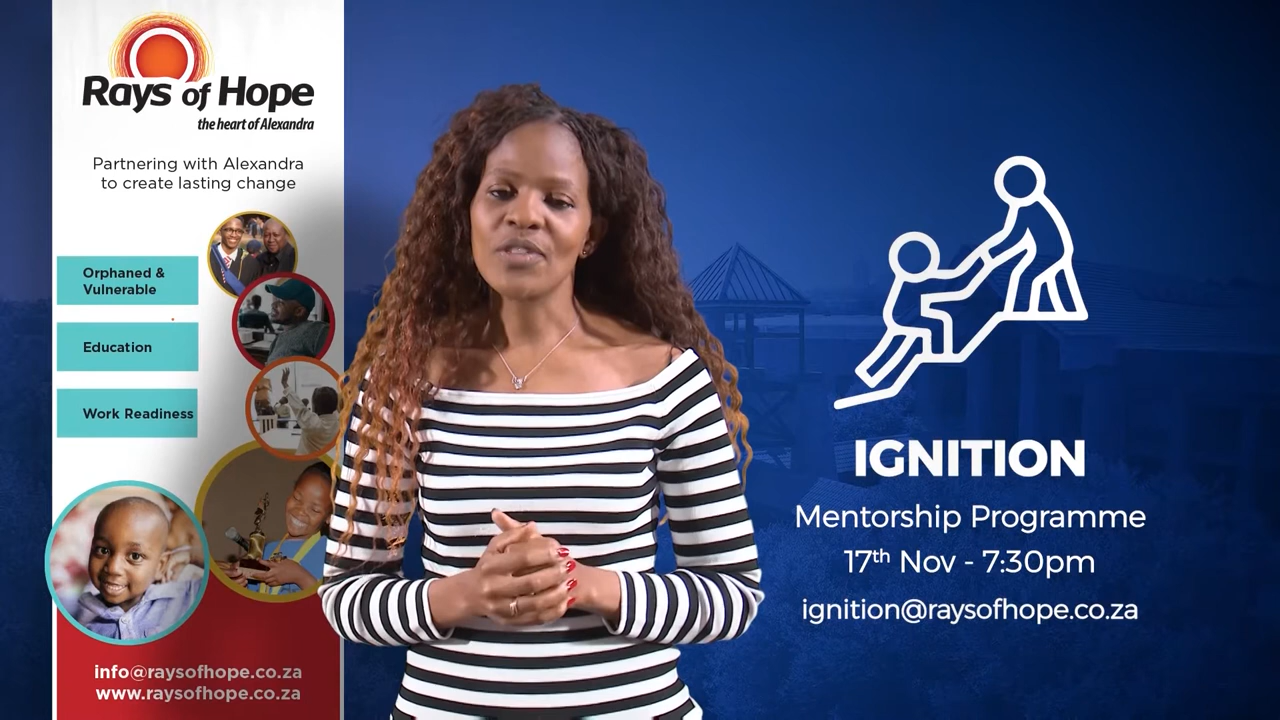 Rays of Hope
the heart of Alexandra
Partnering with Alexandra
to create lasting change
Orphaned &
Vulnerable
Education
Work Readiness
info@raysofhope.co.za
www.raysofhope.co.za
IGNITION
Mentorship Programme
17th Nov - 7:30pm
ignition@raysofhope.co.za